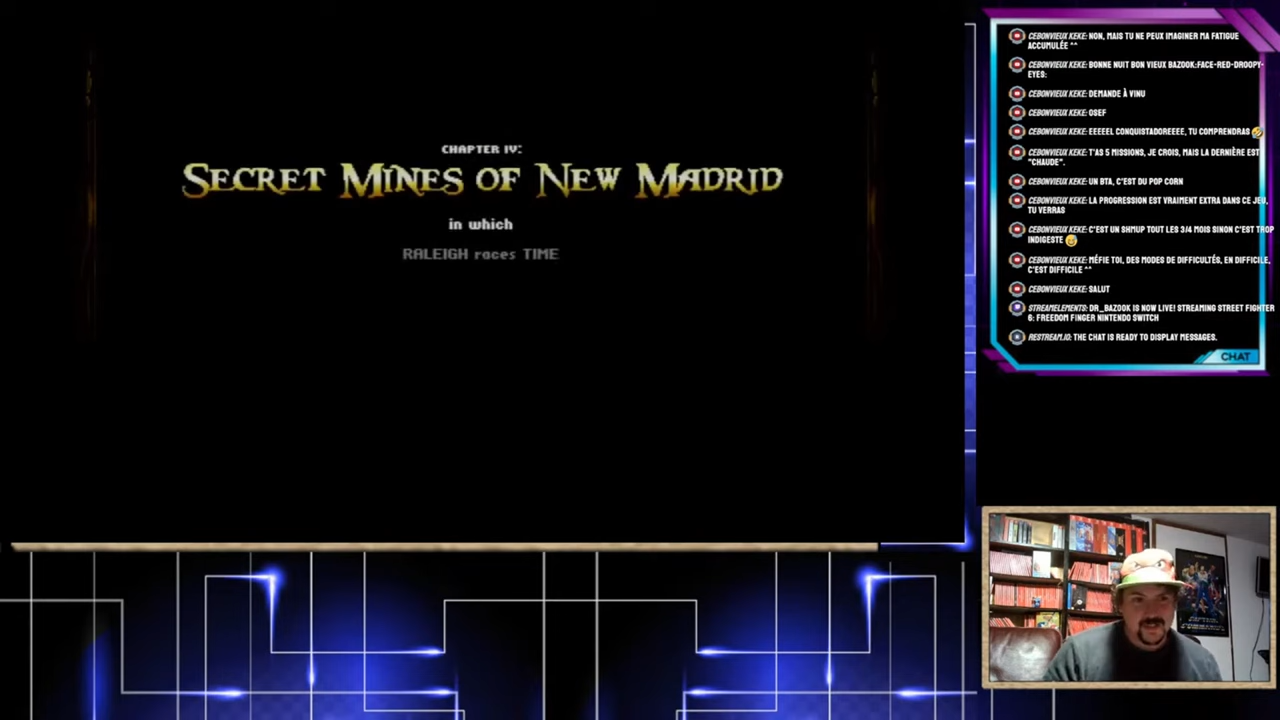 CHAPTER IV:
SECRET MINES OF NEW MADRID
in which
RALEIGH races TIME
CEBONVIEUX KEKE: NON, MAIS TU NE PEUX IMAGINER MA FATIGUE
ACCUMULÉE ^^
CEBONVIEUX KEKE: BONNE NUIT BON VIEUX BAZOOK:FACE-RED-DROOPY-
EYES:
CEBONVIEUX KEKE: DEMANDE À VINU
CEBONVIEUX KEKE: OSEF
CEBONVIEUX KEKE: EEEEEL CONQUISTADOREEEE, TU COMPRENDRAS 🤣
CEBONVIEUX KEKE: T'AS 5 MISSIONS, JE CROIS, MAIS LA DERNIÈRE EST
"CHAUDE".
CEBONVIEUX KEKE: UN BTA, C'EST DU POP CORN
CEBONVIEUX KEKE: LA PROGRESSION EST VRAIMENT EXTRA DANS CE JEU,
TU VERRAS
CEBONVIEUX KEKE: C'EST UN SHMUP TOUT LES 3/4 MOIS SINON C'EST TROP
INDIGESTE 😅
CEBONVIEUX KEKE: MÉFIE TOI, DES MODES DE DIFFICULTÉS, EN DIFFICILE,
C'EST DIFFICILE ^^
CEBONVIEUX KEKE: SALUT
STREAMELEMENTS: DR_BAZOOK IS NOW LIVE! STREAMING STREET FIGHTER
6: FREEDOM FINGER NINTENDO SWITCH
RESTREAM.IO: THE CHAT IS READY TO DISPLAY MESSAGES.
CHAT